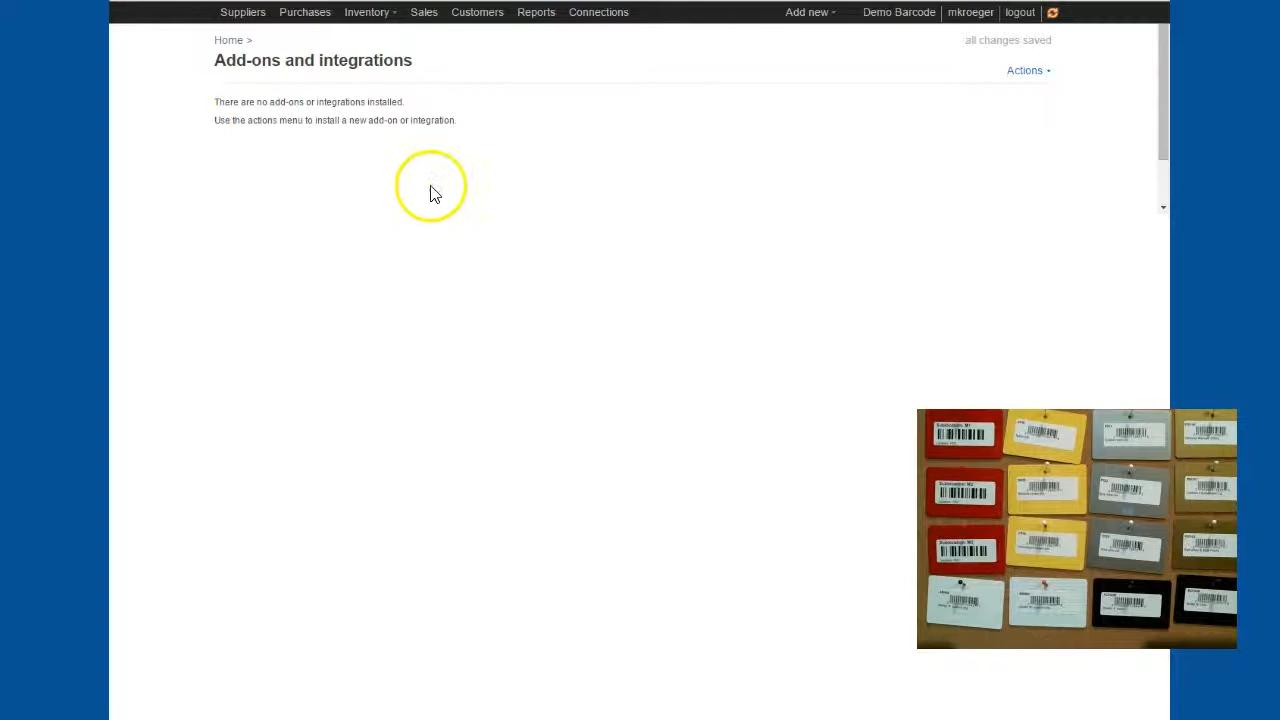 Suppliers Purchases Inventory Sales Customers Reports Connections Add new Demo Barcode mkroeger logout
Home > all changes saved
Add-ons and integrations
Actions
There are no add-ons or integrations installed.
Use the actions menu to install a new add-on or integration.